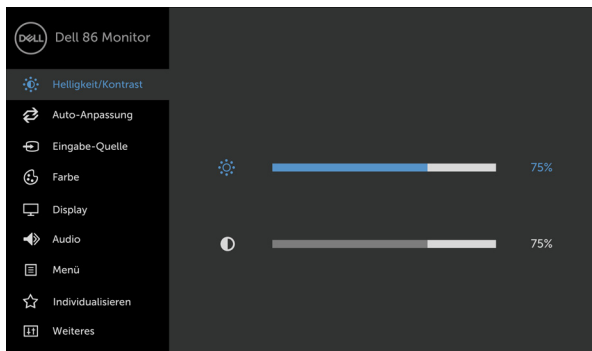 DELL
Dell 86 Monitor
Helligkeit/Kontrast
Auto-Anpassung
Eingabe-Quelle
Farbe
Display
Audio
Menü
Individualisieren
Weiteres
75%
75%